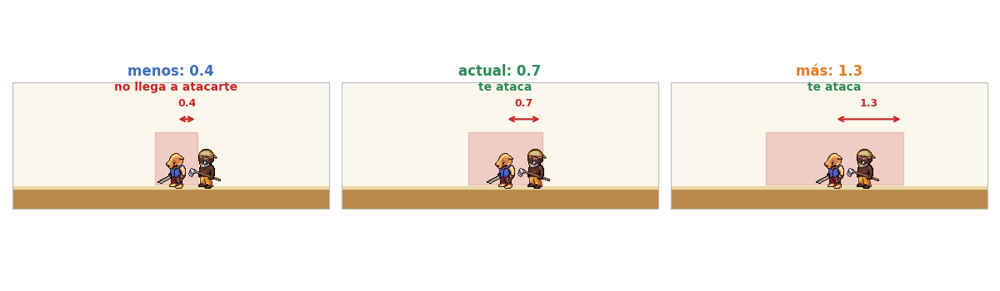 menos: 0.4
no llega a atacarte
0.4
actual: 0.7
te ataca
0.7
más: 1.3
te ataca
1.3